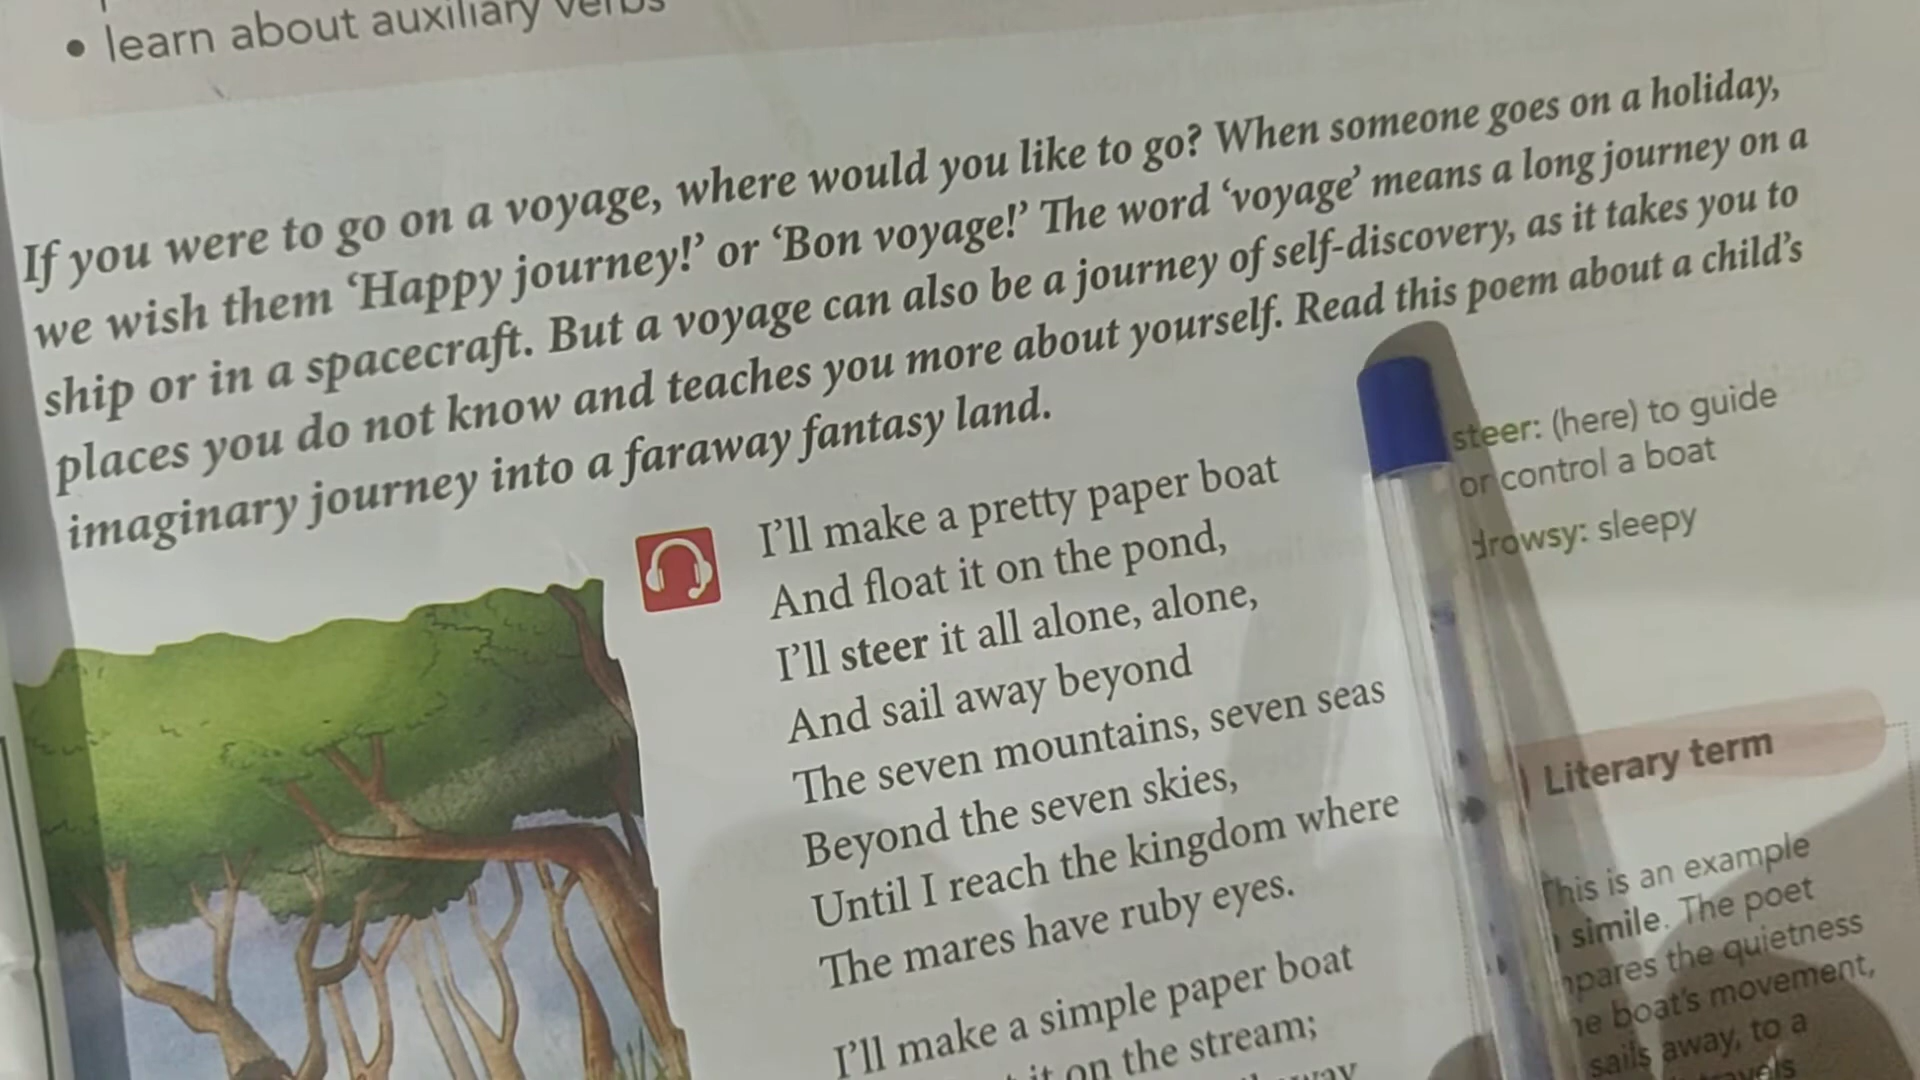 • learn about auxiliary verbs
If you were to go on a voyage, where would you like to go? When someone goes on a holiday,
we wish them ‘Happy journey!’ or ‘Bon voyage!’ The word ‘voyage’ means a long journey on a
ship or in a spacecraft. But a voyage can also be a journey of self-discovery, as it takes you to
places you do not know and teaches you more about yourself. Read this poem about a child’s
imaginary journey into a faraway fantasy land.
I’ll make a pretty paper boat
And float it on the pond,
I’ll steer it all alone, alone,
And sail away beyond
The seven mountains, seven seas
Beyond the seven skies,
Until I reach the kingdom where
The mares have ruby eyes.
I’ll make a simple paper boat
it on the stream;
steer: (here) to guide
or control a boat
drowsy: sleepy
Literary term
This is an example
simile. The poet
the quietness
boat’s movement,
sails away, to a